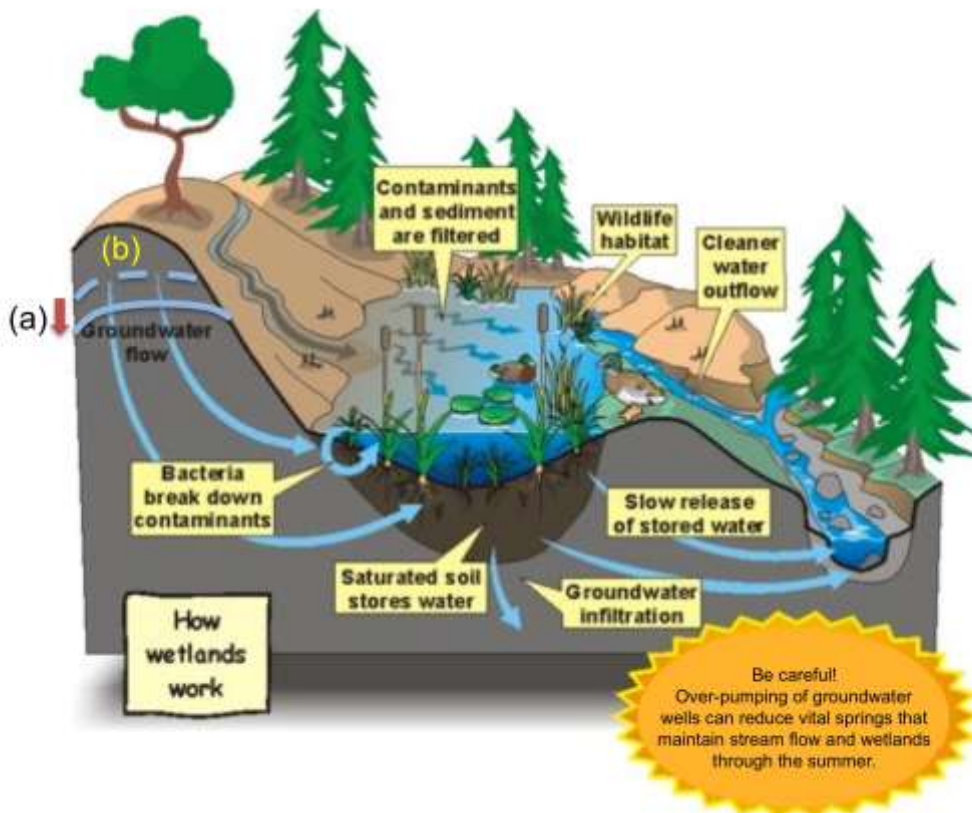 Contaminants
and sediment
are filtered
Wildlife
habitat
Cleaner
water
outflow
(b)
(a)
Groundwater
flow
Bacteria
break down
contaminants
Slow release
of stored water
Saturated soil
stores water
Groundwater
infiltration
How
wetlands
work
Be careful!
Over-pumping of groundwater
wells can reduce vital springs that
maintain stream flow and wetlands
through the summer.